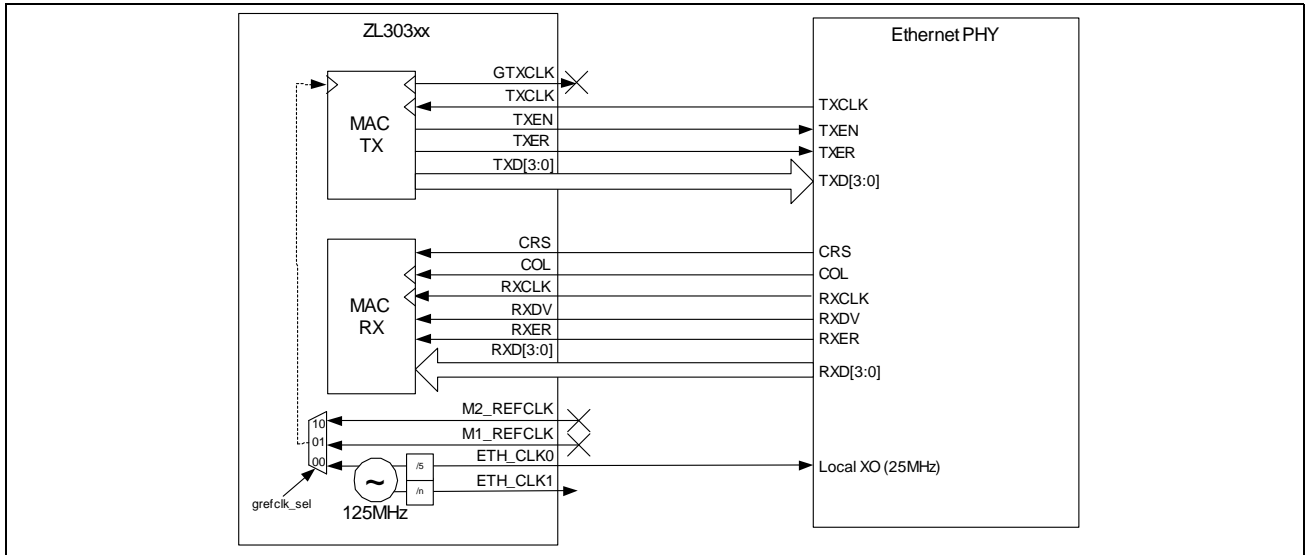 ZL303xx
Ethernet PHY
GTXCLK
TXCLK
TXCLK
MAC
TX
TXEN
TXEN
TXER
TXER
TXD[3:0]
TXD[3:0]
CRS
CRS
COL
COL
MAC
RX
RXCLK
RXCLK
RXDV
RXDV
RXER
RXER
RXD[3:0]
RXD[3:0]
M2_REFCLK
10
M1_REFCLK
01
ETH_CLK0
00
/5
Local XO (25MHz)
ETH_CLK1
~
/n
grefclk_sel
125MHz